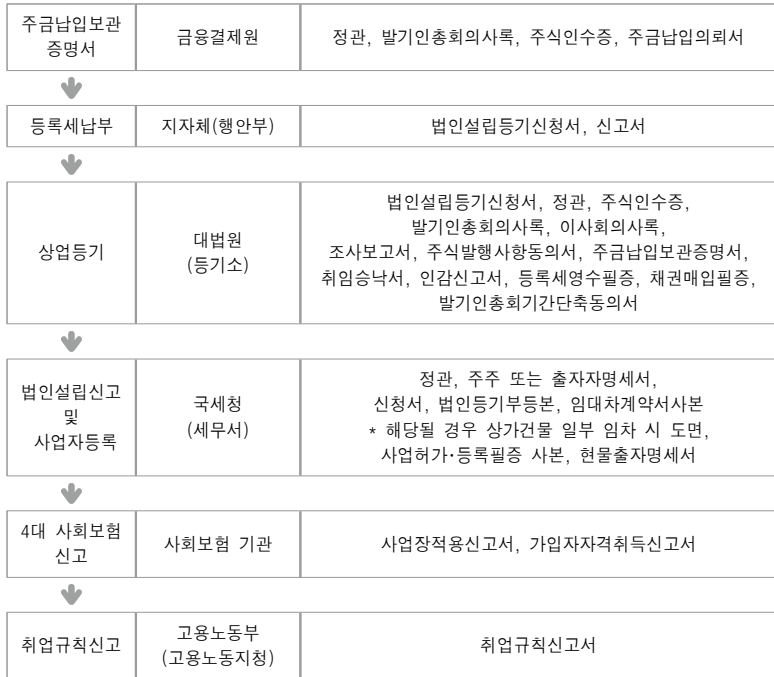 주금납입보관
증명서
금융결제원
정관, 발기인총회의사록, 주식인수증, 주금납입의뢰서
등록세납부
지자체(행안부)
법인설립등기신청서, 신고서
상업등기
대법원
(등기소)
법인설립등기신청서, 정관, 주식인수증,
발기인총회의사록, 이사회의사록,
조사보고서, 주식발행사항동의서, 주금납입보관증명서,
취임승낙서, 인감신고서, 등록세영수필증, 채권매입필증,
발기인총회기간단축동의서
법인설립신고
및
사업자등록
국세청
(세무서)
정관, 주주 또는 출자자명세서,
신청서, 법인등기부등본, 임대차계약서사본
* 해당될 경우 상가건물 일부 임차 시 도면,
사업허가·등록필증 사본, 현물출자명세서
4대 사회보험
신고
사회보험 기관
사업장적용신고서, 가입자자격취득신고서
취업규칙신고
고용노동부
(고용노동지청)
취업규칙신고서